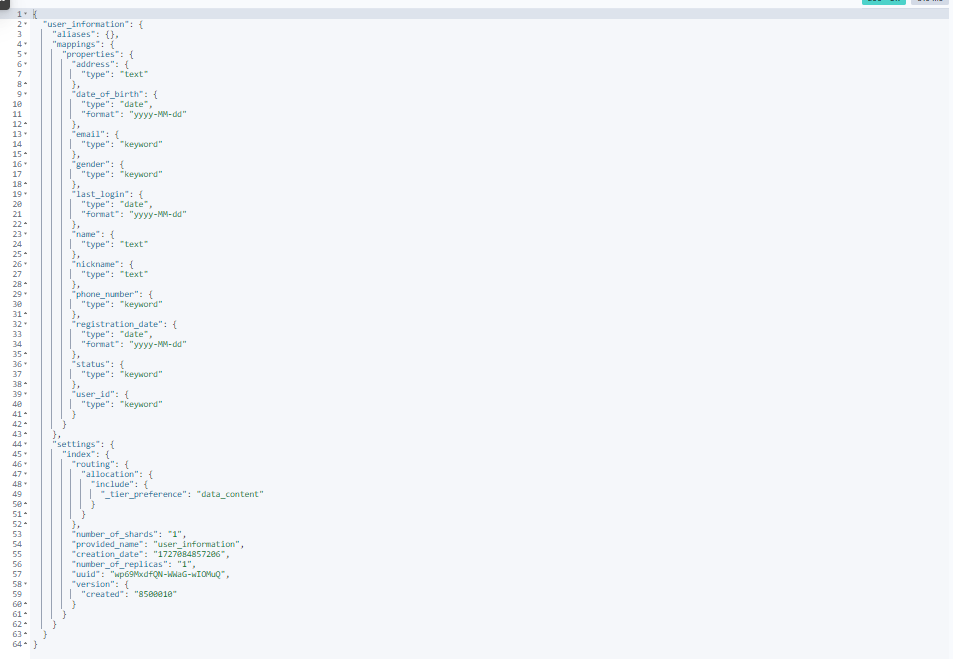 1 {
2 "user_information": {
3 "aliases": {},
4 "mappings": {
5 "properties": {
6 "address": {
7 "type": "text"
8 },
9 "date_of_birth": {
10 "type": "date",
11 "format": "yyyy-MM-dd"
12 },
13 "email": {
14 "type": "keyword"
15 },
16 "gender": {
17 "type": "keyword"
18 },
19 "last_login": {
20 "type": "date",
21 "format": "yyyy-MM-dd"
22 },
23 "name": {
24 "type": "text"
25 },
26 "nickname": {
27 "type": "text"
28 },
29 "phone_number": {
30 "type": "keyword"
31 },
32 "registration_date": {
33 "type": "date",
34 "format": "yyyy-MM-dd"
35 },
36 "status": {
37 "type": "keyword"
38 },
39 "user_id": {
40 "type": "keyword"
41 }
42 }
43 },
44 "settings": {
45 "index": {
46 "routing": {
47 "allocation": {
48 "include": {
49 "_tier_preference": "data_content"
50 }
51 }
52 },
53 "number_of_shards": "1",
54 "provided_name": "user_information",
55 "creation_date": "1727084857206",
56 "number_of_replicas": "1",
57 "uuid": "wp69MxdfQN-WWaG-wIOMuQ",
58 "version": {
59 "created": "8500010"
60 }
61 }
62 }
63 }
64 }